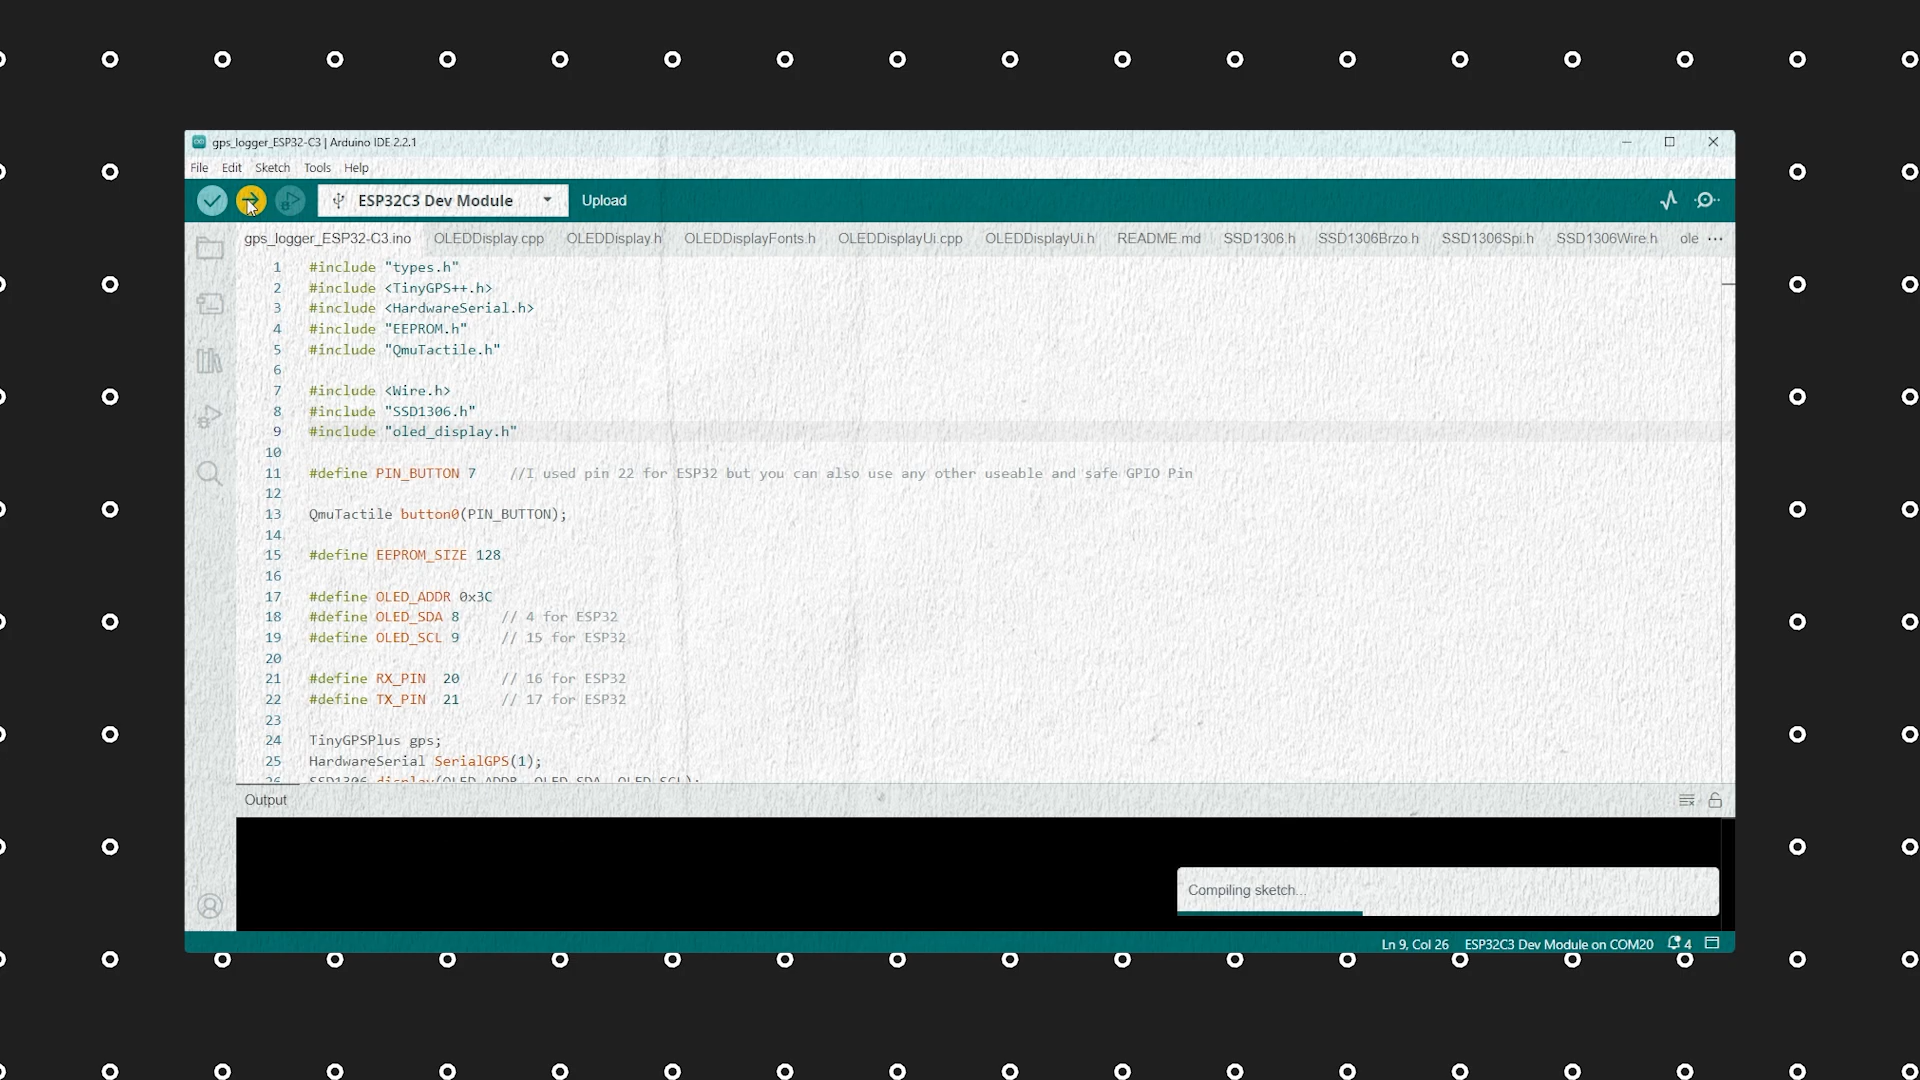 gps_logger_ESP32-C3 | Arduino IDE 2.2.1
File Edit Sketch Tools Help
ESP32C3 Dev Module Upload
gps_logger_ESP32-C3.ino OLEDDisplay.cpp OLEDDisplay.h OLEDDisplayFonts.h OLEDDisplayUi.cpp OLEDDisplayUi.h README.md SSD1306.h SSD1306Brzo.h SSD1306Spi.h SSD1306Wire.h ole ...
1 #include "types.h"
2 #include <TinyGPS++.h>
3 #include <HardwareSerial.h>
4 #include "EEPROM.h"
5 #include "QmuTactile.h"
6
7 #include <Wire.h>
8 #include "SSD1306.h"
9 #include "oled_display.h"
10
11 #define PIN_BUTTON 7 //I used pin 22 for ESP32 but you can also use any other useable and safe GPIO Pin
12
13 QmuTactile button0(PIN_BUTTON);
14
15 #define EEPROM_SIZE 128
16
17 #define OLED_ADDR 0x3C
18 #define OLED_SDA 8 // 4 for ESP32
19 #define OLED_SCL 9 // 15 for ESP32
20
21 #define RX_PIN 20 // 16 for ESP32
22 #define TX_PIN 21 // 17 for ESP32
23
24 TinyGPSPlus gps;
25 HardwareSerial SerialGPS(1);
26 SSD1306 display(OLED_ADDR, OLED_SDA, OLED_SCL);
Output
Compiling sketch...
Ln 9, Col 26 ESP32C3 Dev Module on COM20 4